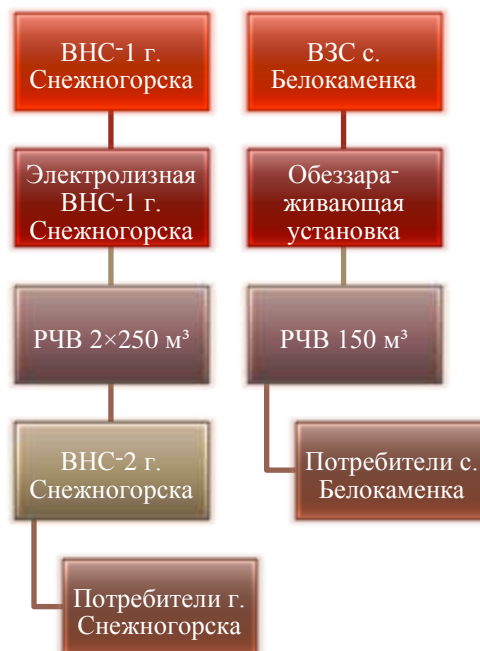 ВНС-1 г.
Снежногорска
Электролизная
ВНС-1 г.
Снежногорска
РЧВ 2×250 м³
ВНС-2 г.
Снежногорска
Потребители г.
Снежногорска
ВЗС с.
Белокаменка
Обеззара-
живающая
установка
РЧВ 150 м³
Потребители с.
Белокаменка